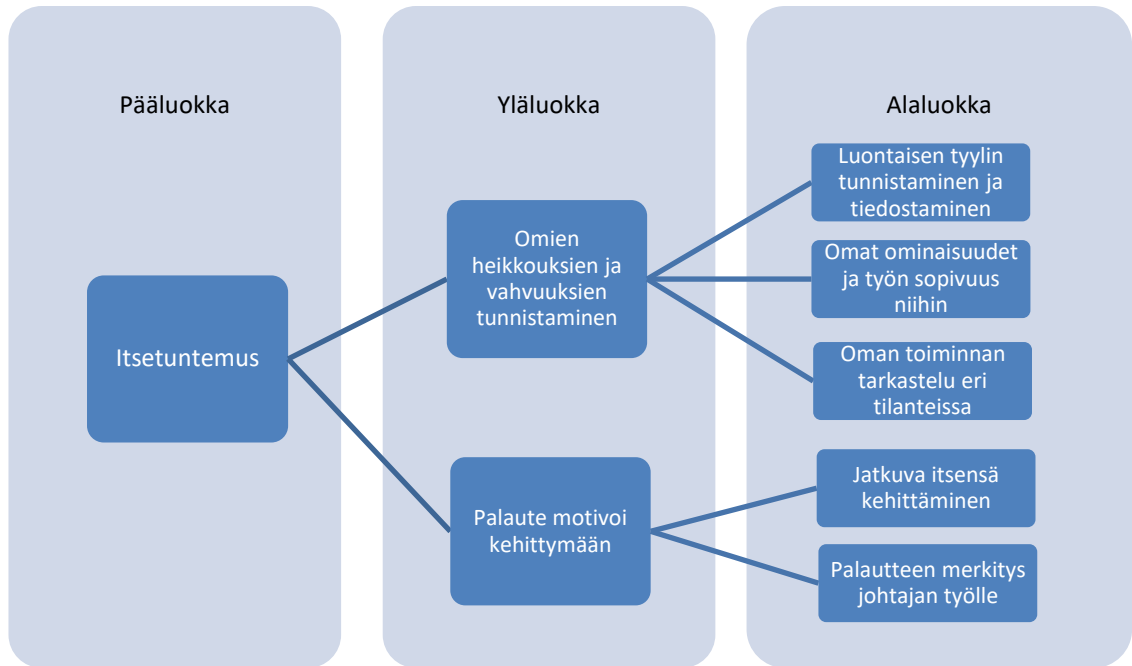 Pääluokka
Yläluokka
Alaluokka
Itsetuntemus
Omien
heikkouksien ja
vahvuuksien
tunnistaminen
Palaute motivoi
kehittymään
Luontaisen tyylin
tunnistaminen ja
tiedostaminen
Omat ominaisuudet
ja työn sopivuus
niihin
Oman toiminnan
tarkastelu eri
tilanteissa
Jatkuva itsensä
kehittäminen
Palautteen merkitys
johtajan työlle